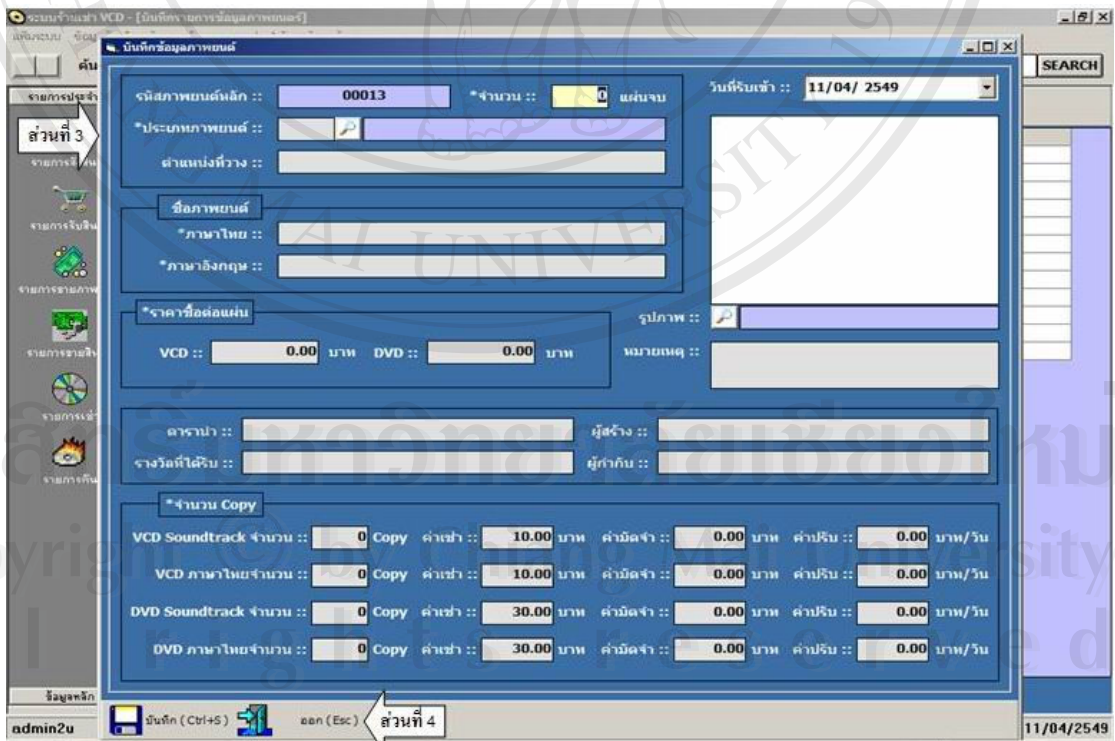 ระบบร้านเช่า VCD - [บันทึกรายการข้อมูลภาพยนตร์]
บันทึกข้อมูลภาพยนต์
SEARCH
รหัสภาพยนต์หลัก :: 00013 *จำนวน :: 0 แผ่นจบ
วันที่รับเข้า :: 11/04/ 2549
รายการประจำ
ส่วนที่ 3
*ประเภทภาพยนต์ ::
ตำแหน่งที่วาง ::
ชื่อภาพยนต์
*ภาษาไทย ::
*ภาษาอังกฤษ ::
*ราคาซื้อต่อแผ่น
รูปภาพ ::
VCD :: 0.00 บาท DVD :: 0.00 บาท
หมายเหตุ ::
ดารานำ ::
ผู้สร้าง ::
รางวัลที่ได้รับ ::
ผู้กำกับ ::
*จำนวน Copy
VCD Soundtrack จำนวน :: 0 Copy ค่าเช่า :: 10.00 บาท ค่ามัดจำ :: 0.00 บาท ค่าปรับ :: 0.00 บาท/วัน
VCD ภาษาไทยจำนวน :: 0 Copy ค่าเช่า :: 10.00 บาท ค่ามัดจำ :: 0.00 บาท ค่าปรับ :: 0.00 บาท/วัน
DVD Soundtrack จำนวน :: 0 Copy ค่าเช่า :: 30.00 บาท ค่ามัดจำ :: 0.00 บาท ค่าปรับ :: 0.00 บาท/วัน
DVD ภาษาไทยจำนวน :: 0 Copy ค่าเช่า :: 30.00 บาท ค่ามัดจำ :: 0.00 บาท ค่าปรับ :: 0.00 บาท/วัน
ข้อมูลหลัก
บันทึก ( Ctrl+S )
ออก ( Esc )
ส่วนที่ 4
admin2u
11/04/2549